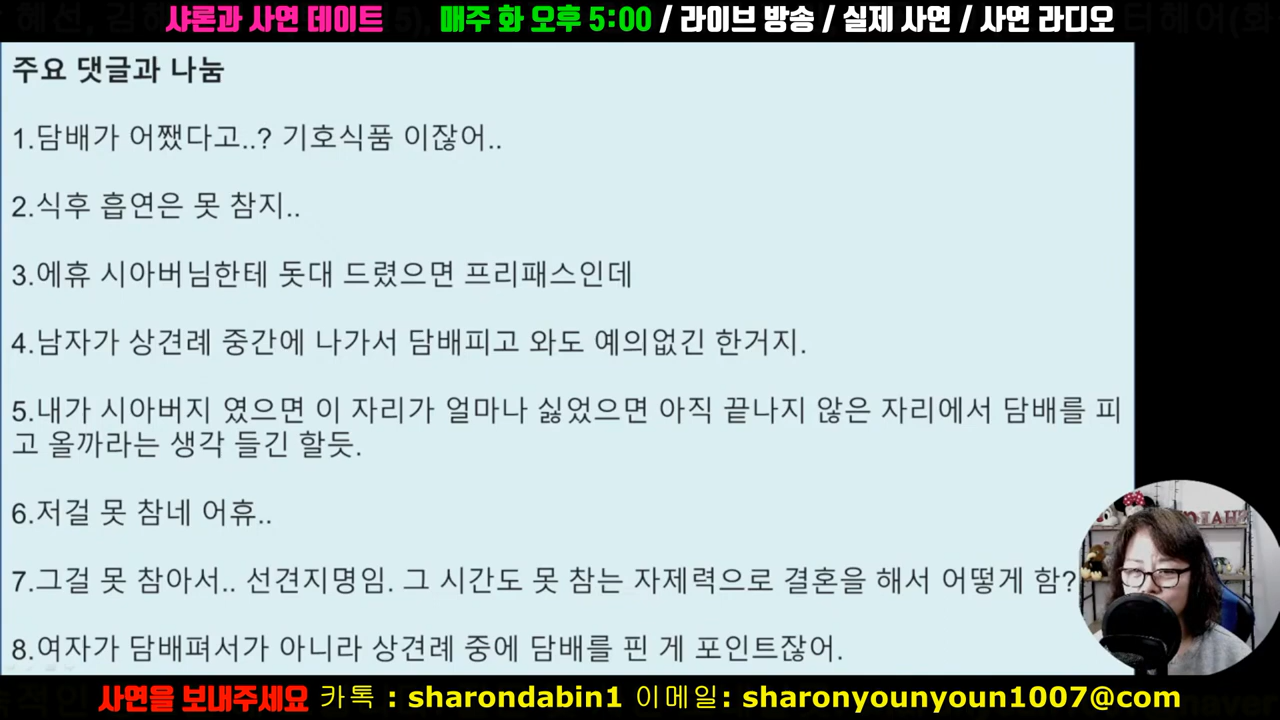 샤론과 사연 데이트 매주 화 오후 5:00 / 라이브 방송 / 실제 사연 / 사연 라디오
주요 댓글과 나눔
1.담배가 어쨌다고..? 기호식품 이잖어..
2.식후 흡연은 못 참지..
3.에휴 시아버님한테 돗대 드렸으면 프리패스인데
4.남자가 상견례 중간에 나가서 담배피고 와도 예의없긴 한거지.
5.내가 시아버지 였으면 이 자리가 얼마나 싫었으면 아직 끝나지 않은 자리에서 담배를 피
고 올까라는 생각 들긴 할듯.
6.저걸 못 참네 어휴..
7.그걸 못 참아서.. 선견지명임. 그 시간도 못 참는 자제력으로 결혼을 해서 어떻게 함?
8.여자가 담배펴서가 아니라 상견례 중에 담배를 핀 게 포인트잖어.
사연을 보내주세요 카톡 : sharondabin1 이메일: sharonyounyoun1007@com